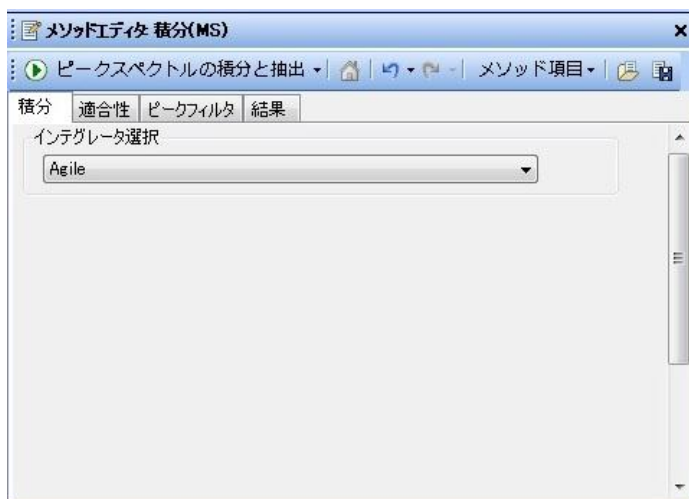 メソッドエディタ 積分(MS)
ピークスペクトルの積分と抽出 メソッド項目
積分 適合性 ピークフィルタ 結果
インテグレータ選択
Agile